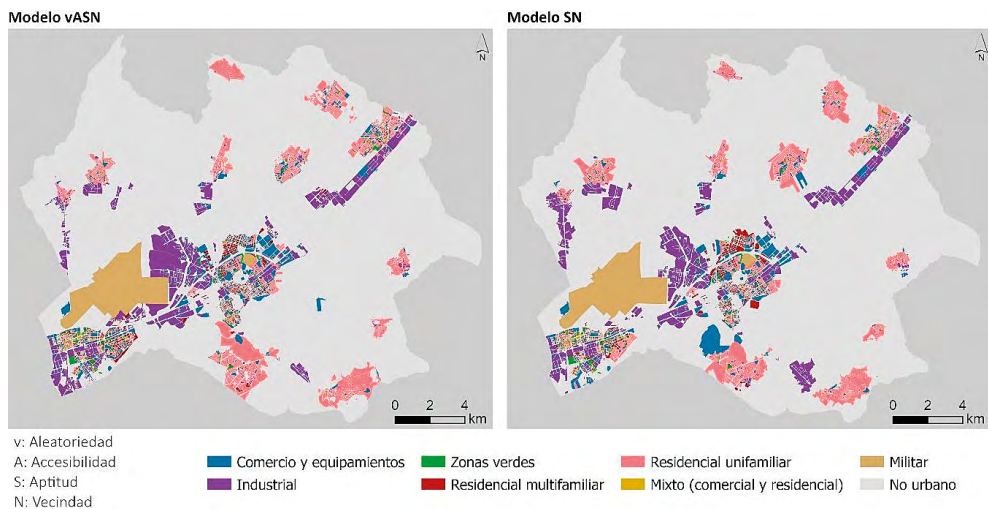 Modelo vASN
Modelo SN
N
N
0 2 4
km
0 2 4
km
v: Aleatoriedad
A: Accesibilidad
S: Aptitud
N: Vecindad
Comercio y equipamientos
Zonas verdes
Residencial unifamiliar
Militar
Industrial
Residencial multifamiliar
Mixto (comercial y residencial)
No urbano